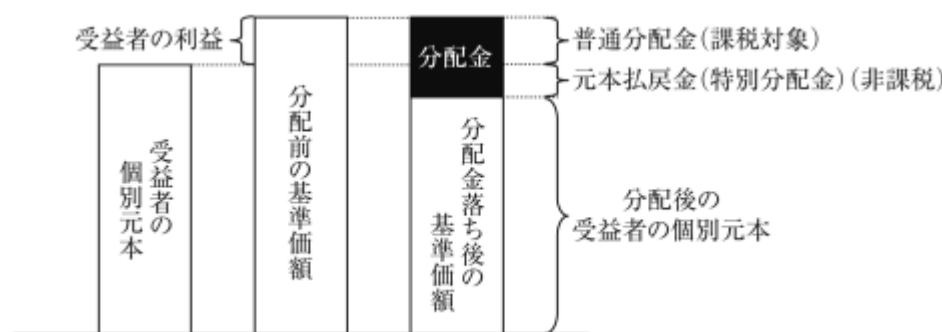 受益者の利益
受益者の
個別元本
分配前の基準価額
分配金
分配金落ち後の
基準価額
普通分配金(課税対象)
元本払戻金(特別分配金)(非課税)
分配後の
受益者の個別元本